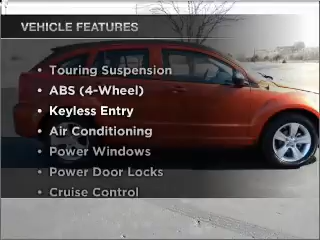 VEHICLE FEATURES
• Touring Suspension
• ABS (4-Wheel)
• Keyless Entry
• Air Conditioning
• Power Windows
• Power Door Locks
• Cruise Control